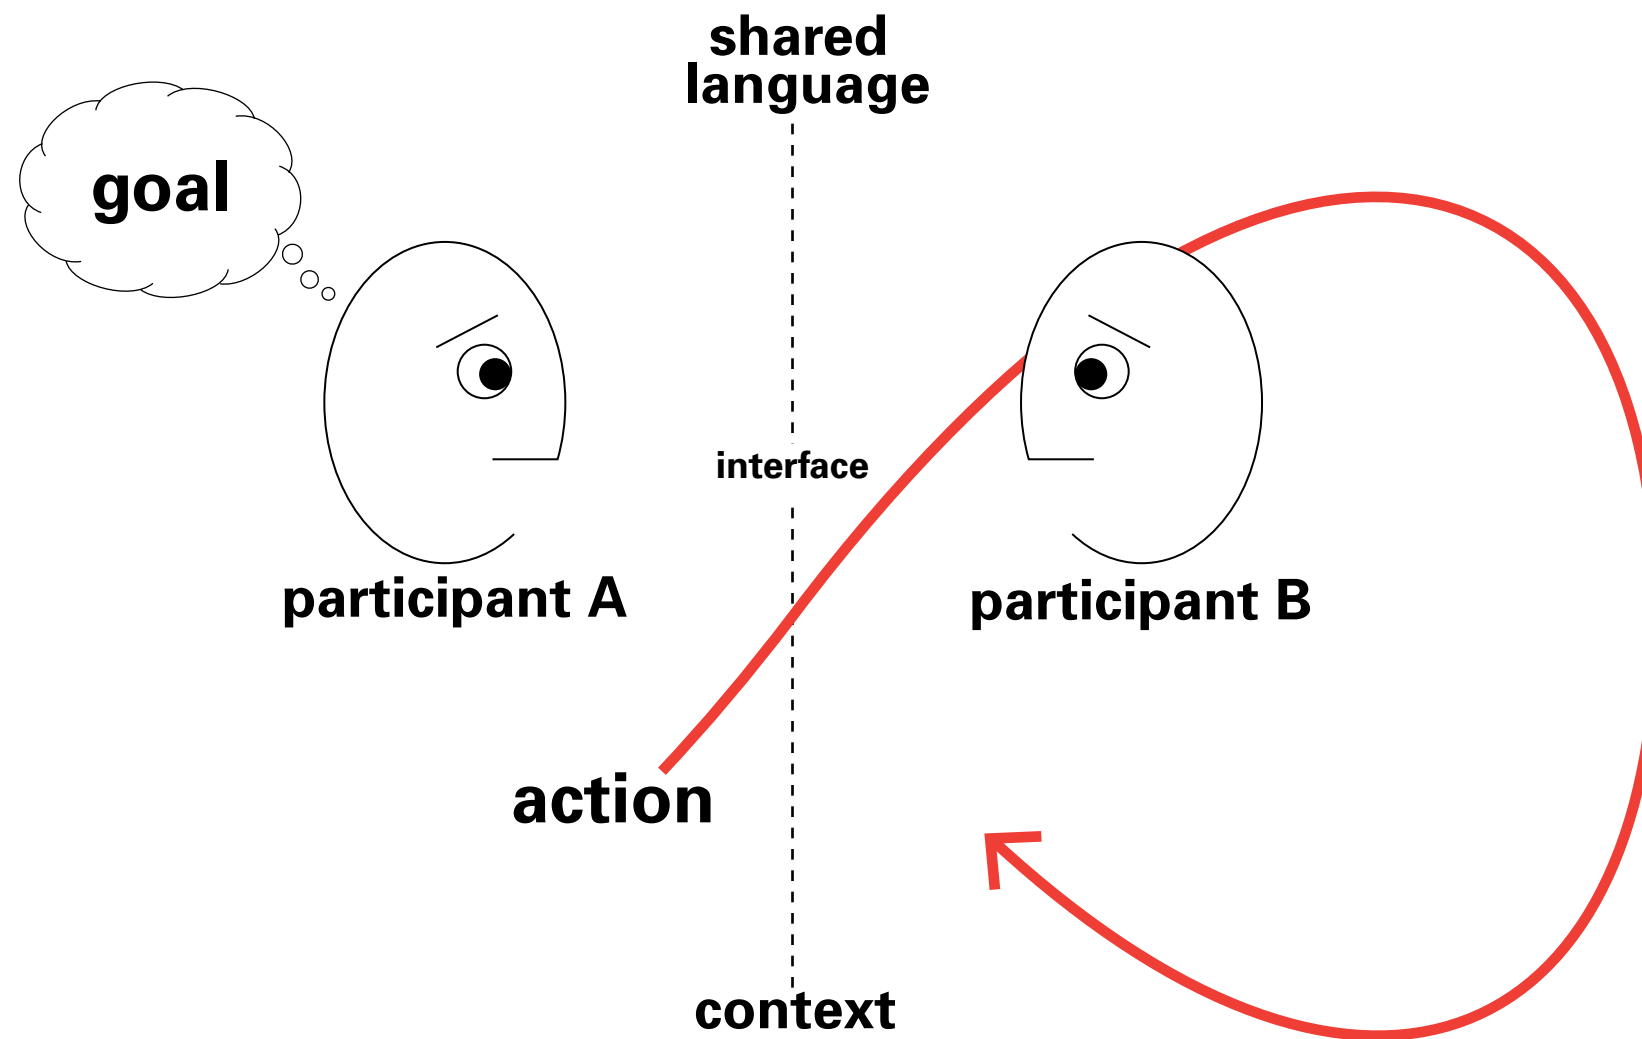 shared
language
goal
interface
participant A
participant B
action
context